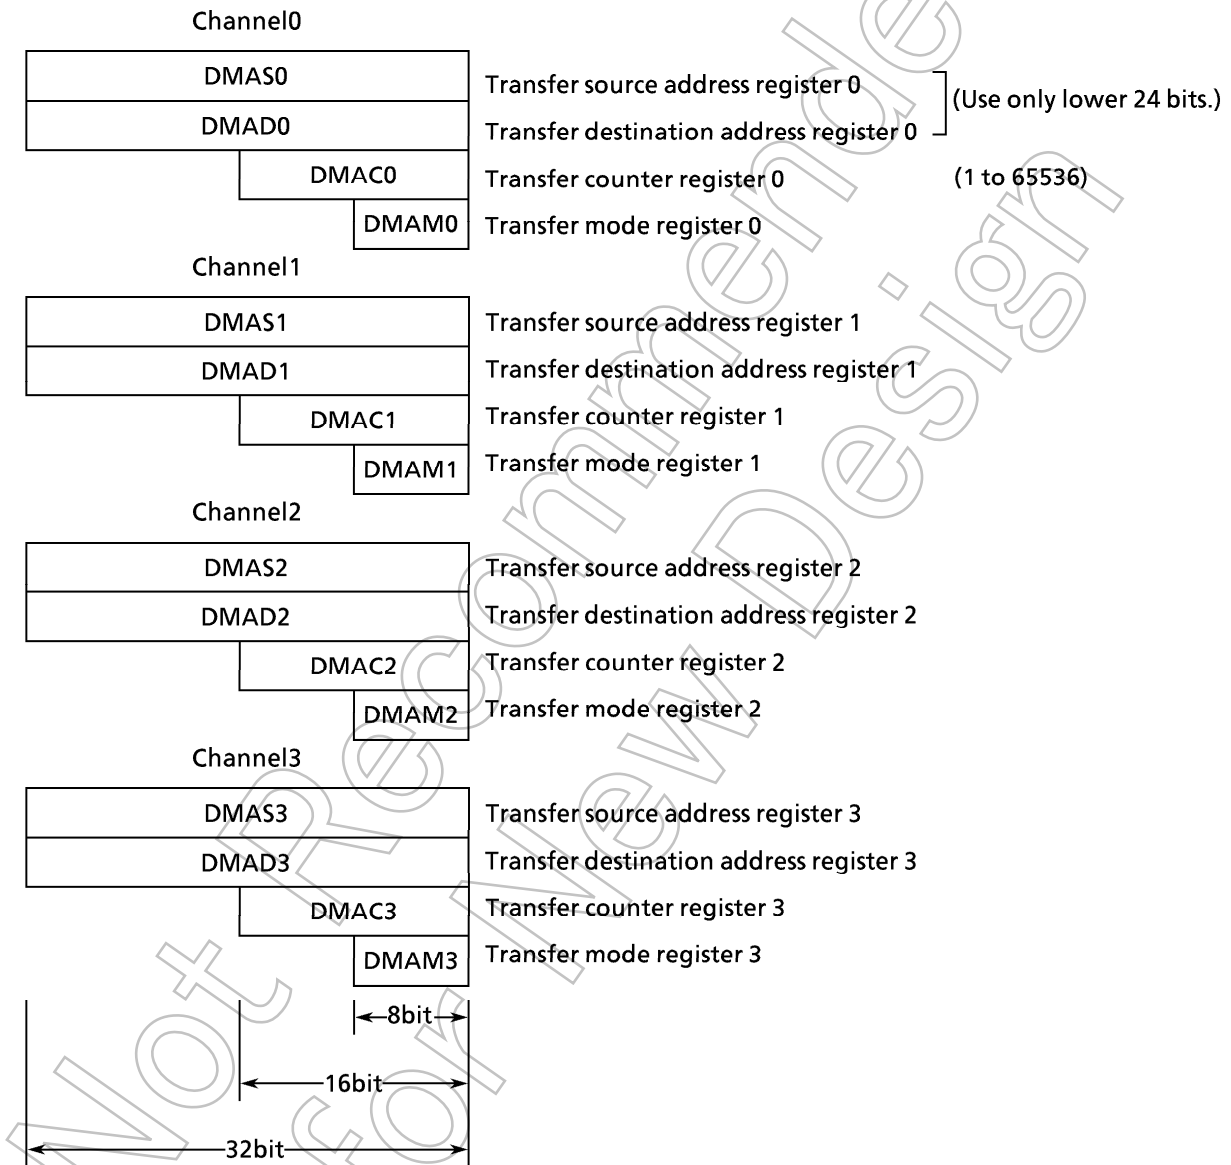 Channel0
DMAS0 Transfer source address register 0
(Use only lower 24 bits.)
DMAD0 Transfer destination address register 0
DMAC0 Transfer counter register 0 (1 to 65536)
DMAM0 Transfer mode register 0
Channel1
DMAS1 Transfer source address register 1
DMAD1 Transfer destination address register 1
DMAC1 Transfer counter register 1
DMAM1 Transfer mode register 1
Channel2
DMAS2 Transfer source address register 2
DMAD2 Transfer destination address register 2
DMAC2 Transfer counter register 2
DMAM2 Transfer mode register 2
Channel3
DMAS3 Transfer source address register 3
DMAD3 Transfer destination address register 3
DMAC3 Transfer counter register 3
DMAM3 Transfer mode register 3
8bit
16bit
32bit
Not Recommende
for New Design